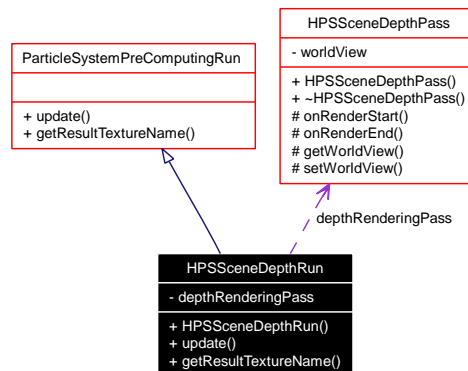 ParticleSystemPreComputingRun
+ update()
+ getResultTextureName()
HPSSceneDepthPass
- worldView
+ HPSSceneDepthPass()
+ ~HPSSceneDepthPass()
# onRenderStart()
# onRenderEnd()
# getWorldView()
# setWorldView()
depthRenderingPass
HPSSceneDepthRun
- depthRenderingPass
+ HPSSceneDepthRun()
+ update()
+ getResultTextureName()